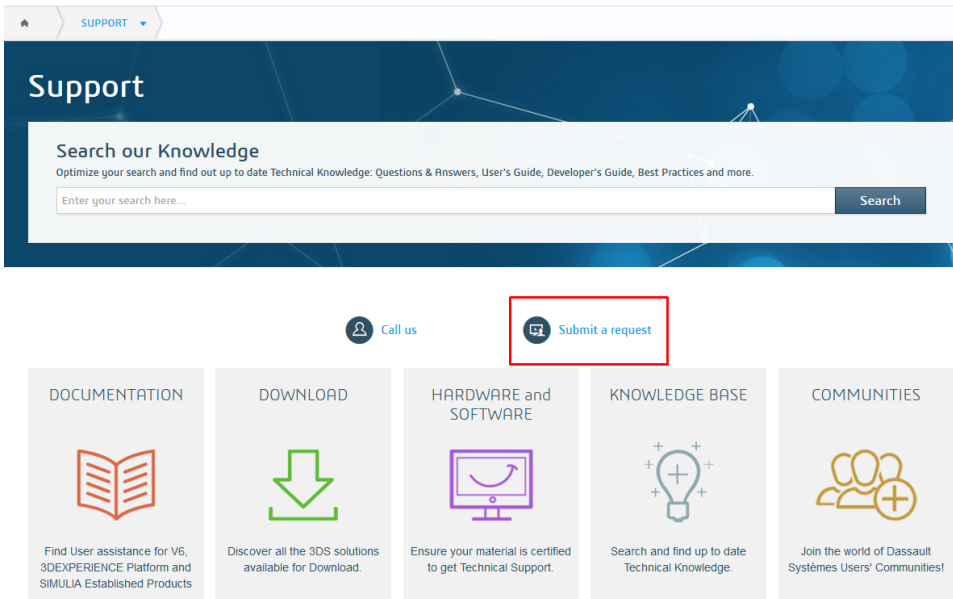 SUPPORT
Support
Search our Knowledge
Optimize your search and find out up to date Technical Knowledge: Questions & Answers, User's Guide, Developer's Guide, Best Practices and more.
Enter your search here...
Search
Call us
Submit a request
DOCUMENTATION
Find User assistance for V6,
3DEXPERIENCE Platform and
SIMULIA Established Products
DOWNLOAD
Discover all the 3DS solutions
available for Download.
HARDWARE and
SOFTWARE
Ensure your material is certified
to get Technical Support.
KNOWLEDGE BASE
Search and find up to date
Technical Knowledge.
COMMUNITIES
Join the world of Dassault
Systèmes Users' Communities!